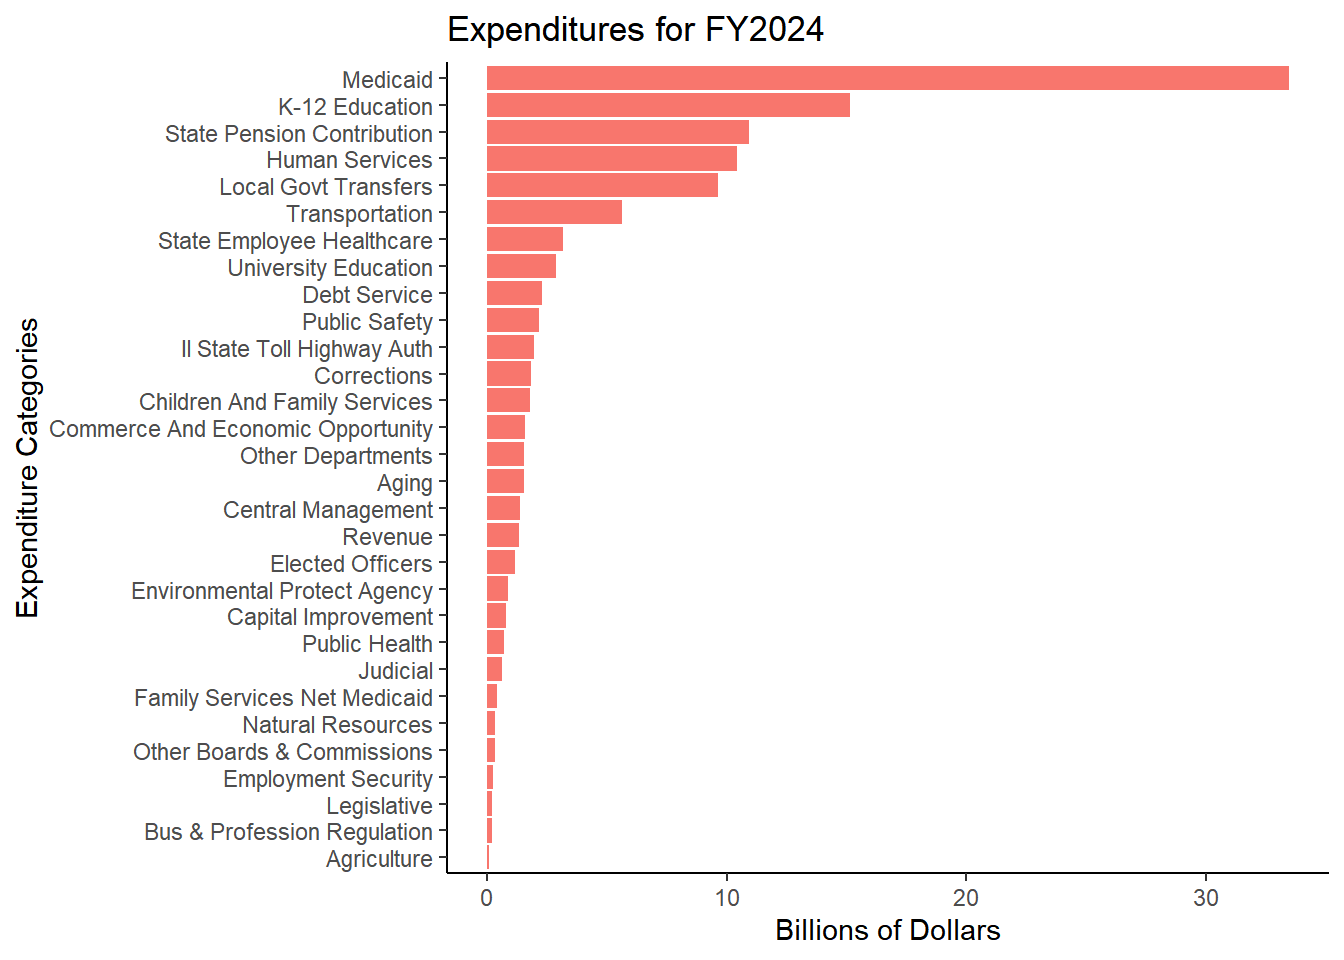 Expenditures for FY2024
Expenditure Categories
Medicaid
K-12 Education
State Pension Contribution
Human Services
Local Govt Transfers
Transportation
State Employee Healthcare
University Education
Debt Service
Public Safety
Il State Toll Highway Auth
Corrections
Children And Family Services
Commerce And Economic Opportunity
Other Departments
Aging
Central Management
Revenue
Elected Officers
Environmental Protect Agency
Capital Improvement
Public Health
Judicial
Family Services Net Medicaid
Natural Resources
Other Boards & Commissions
Employment Security
Legislative
Bus & Profession Regulation
Agriculture
0 10 20 30
Billions of Dollars